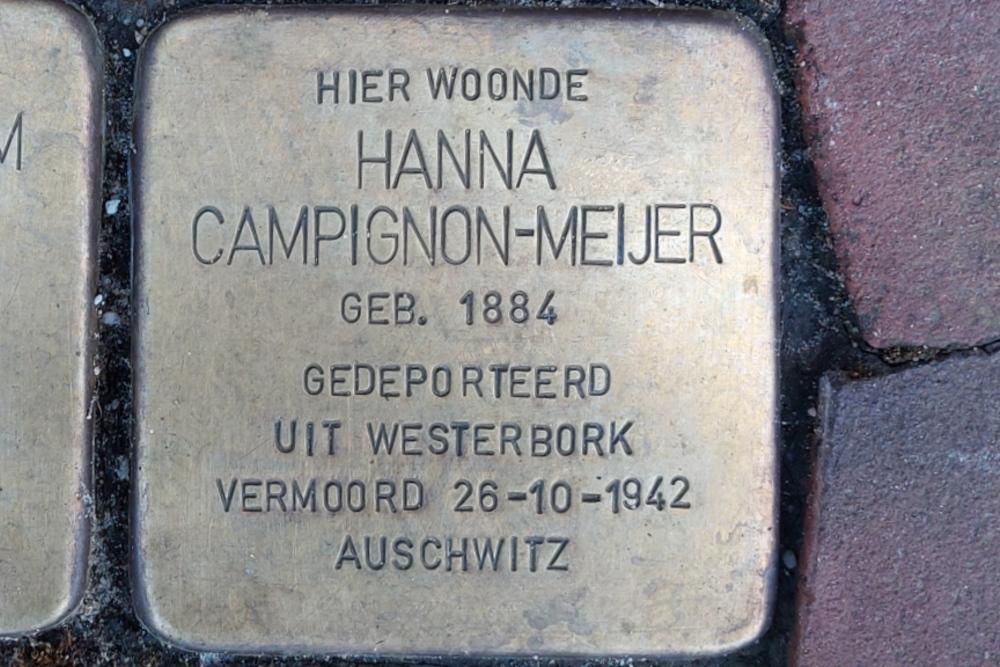 HIER WOONDE
HANNA
CAMPIGNON-MEIJER
GEB. 1884
GEDEPORTEERD
UIT WESTERBORK
VERMOORD 26-10-1942
AUSCHWITZ